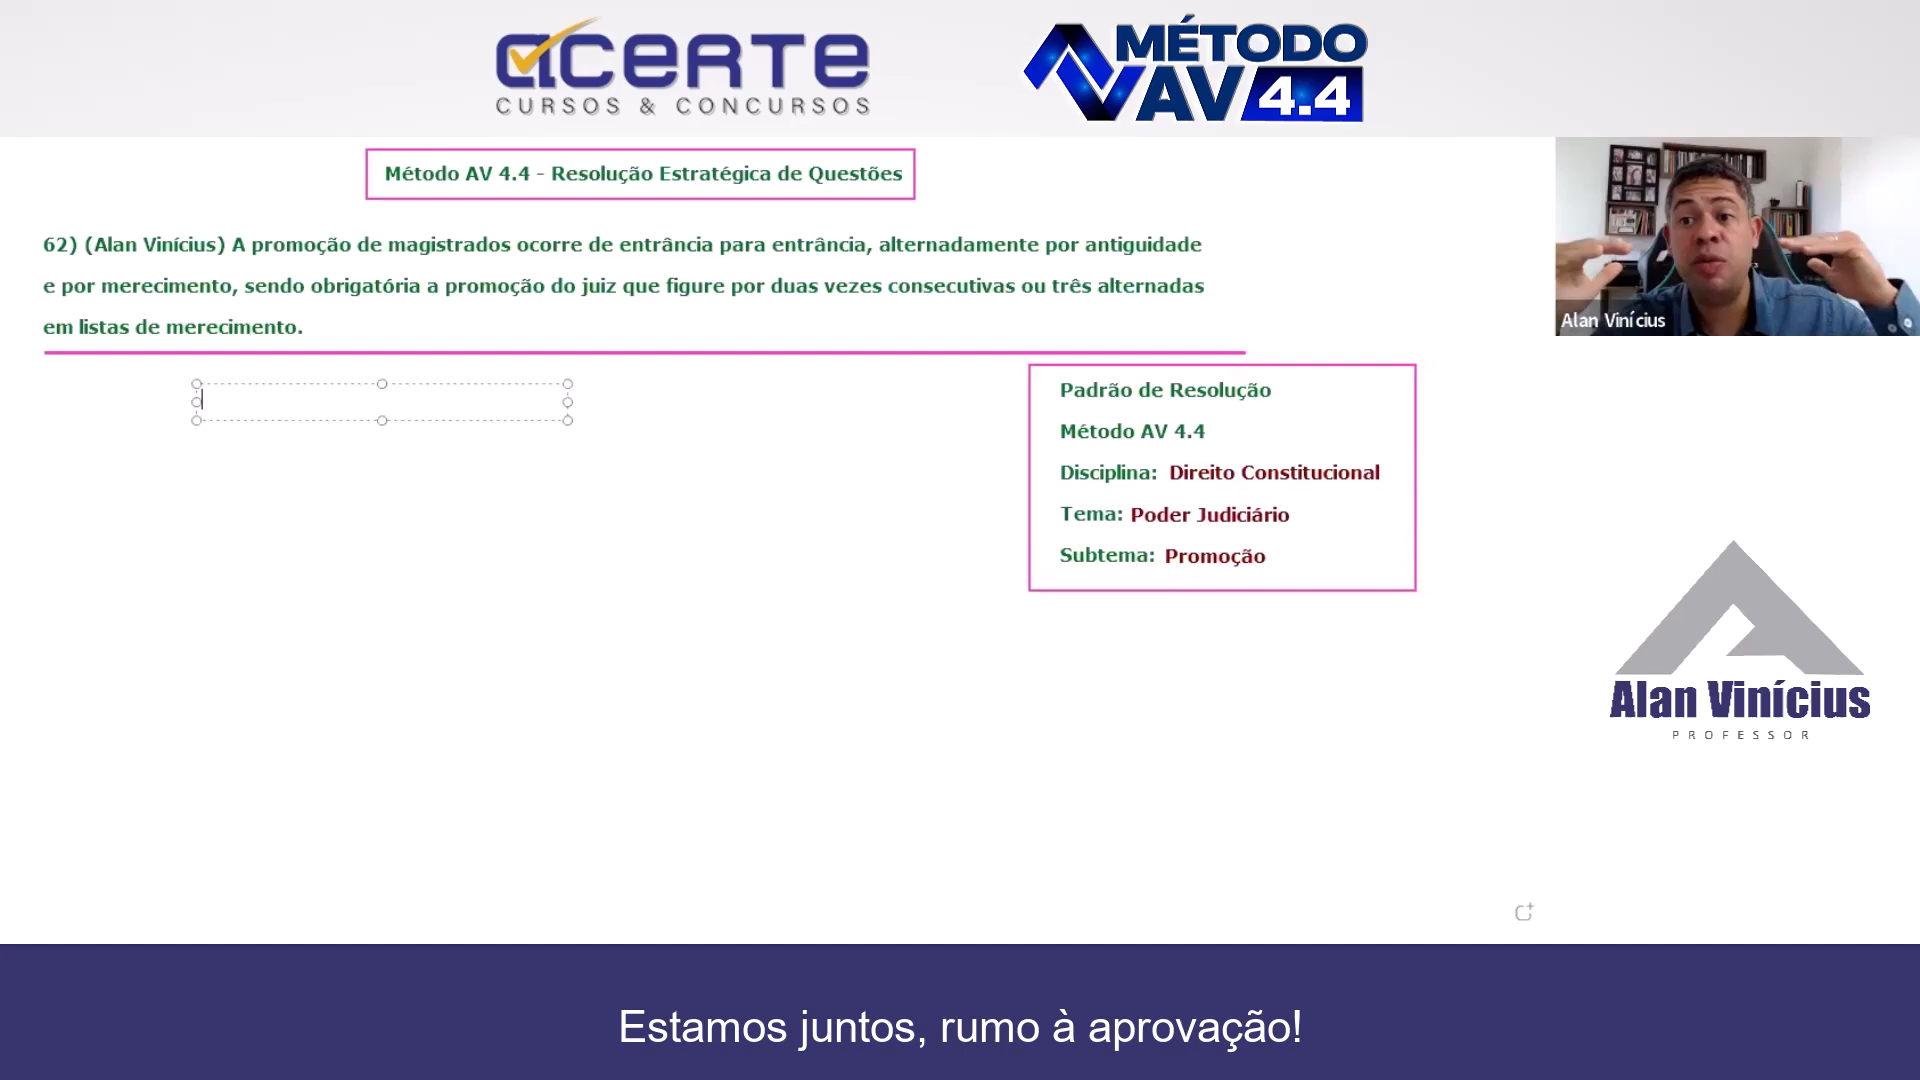 acerte
CURSOS & CONCURSOS
MÉTODO
AV 4.4
Método AV 4.4 - Resolução Estratégica de Questões
62) (Alan Vinícius) A promoção de magistrados ocorre de entrância para entrância, alternadamente por antiguidade
e por merecimento, sendo obrigatória a promoção do juiz que figure por duas vezes consecutivas ou três alternadas
em listas de merecimento.
Alan Vinícius
Padrão de Resolução
Método AV 4.4
Disciplina: Direito Constitucional
Tema: Poder Judiciário
Subtema: Promoção
Alan Vinícius
PROFESSOR
Estamos juntos, rumo à aprovação!